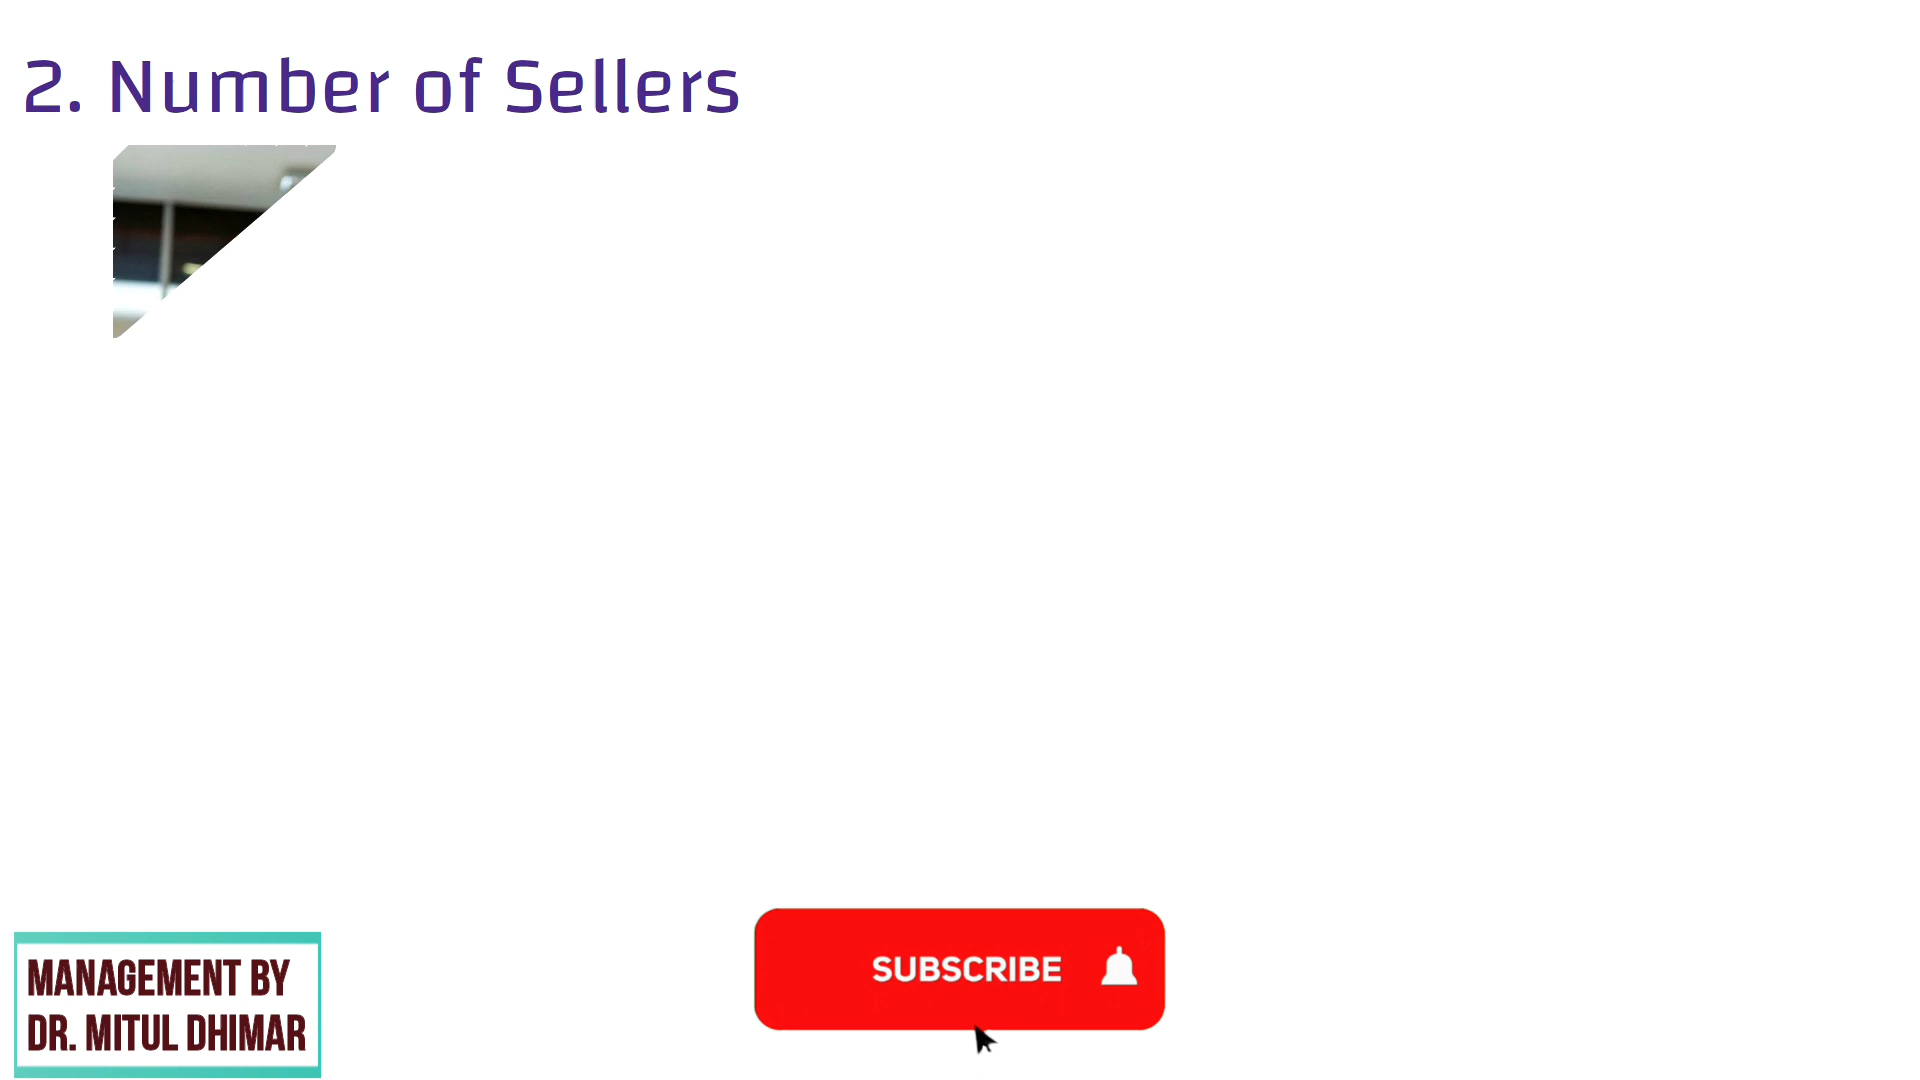 2. Number of Sellers
SUBSCRIBE
MANAGEMENT BY
DR. MITUL DHIMAR